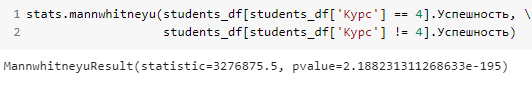 1 stats.mannwhitneyu(students_df[students_df['Курс'] == 4].Успешность, \
2 students_df[students_df['Курс'] != 4].Успешность)
MannwhitneyuResult(statistic=3276875.5, pvalue=2.188231311268633e-195)